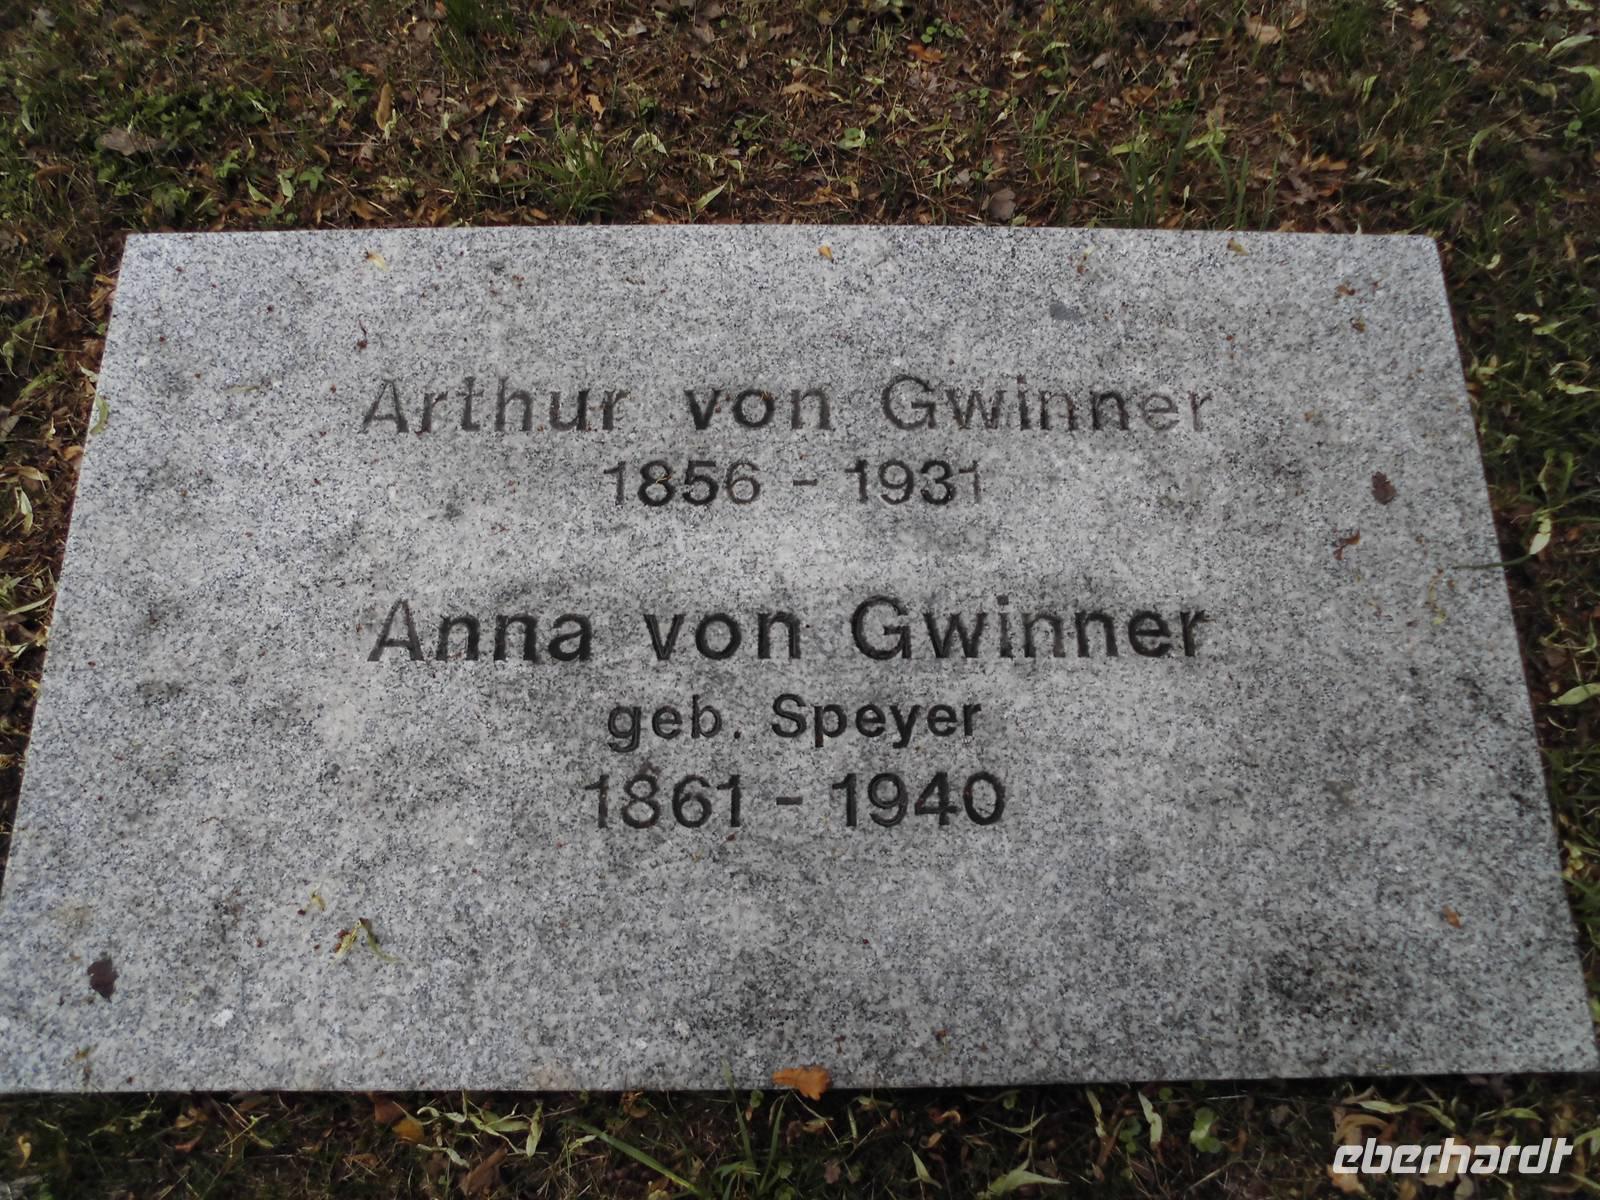 Arthur von Gwinner
1856 - 1931
Anna von Gwinner
geb. Speyer
1861 - 1940
eberhardt